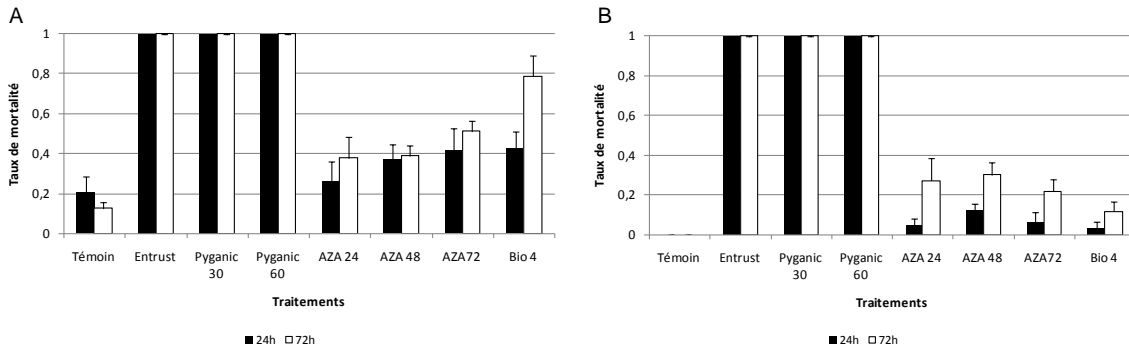 A
Taux de mortalité
1
0,8
0,6
0,4
0,2
0
Témoin Entrust Pyganic 30 Pyganic 60 AZA 24 AZA 48 AZA72 Bio 4
Traitements
24h 72h
B
Taux de mortalité
1
0,8
0,6
0,4
0,2
0
Témoin Entrust Pyganic 30 Pyganic 60 AZA 24 AZA 48 AZA72 Bio 4
Traitements
24h 72h